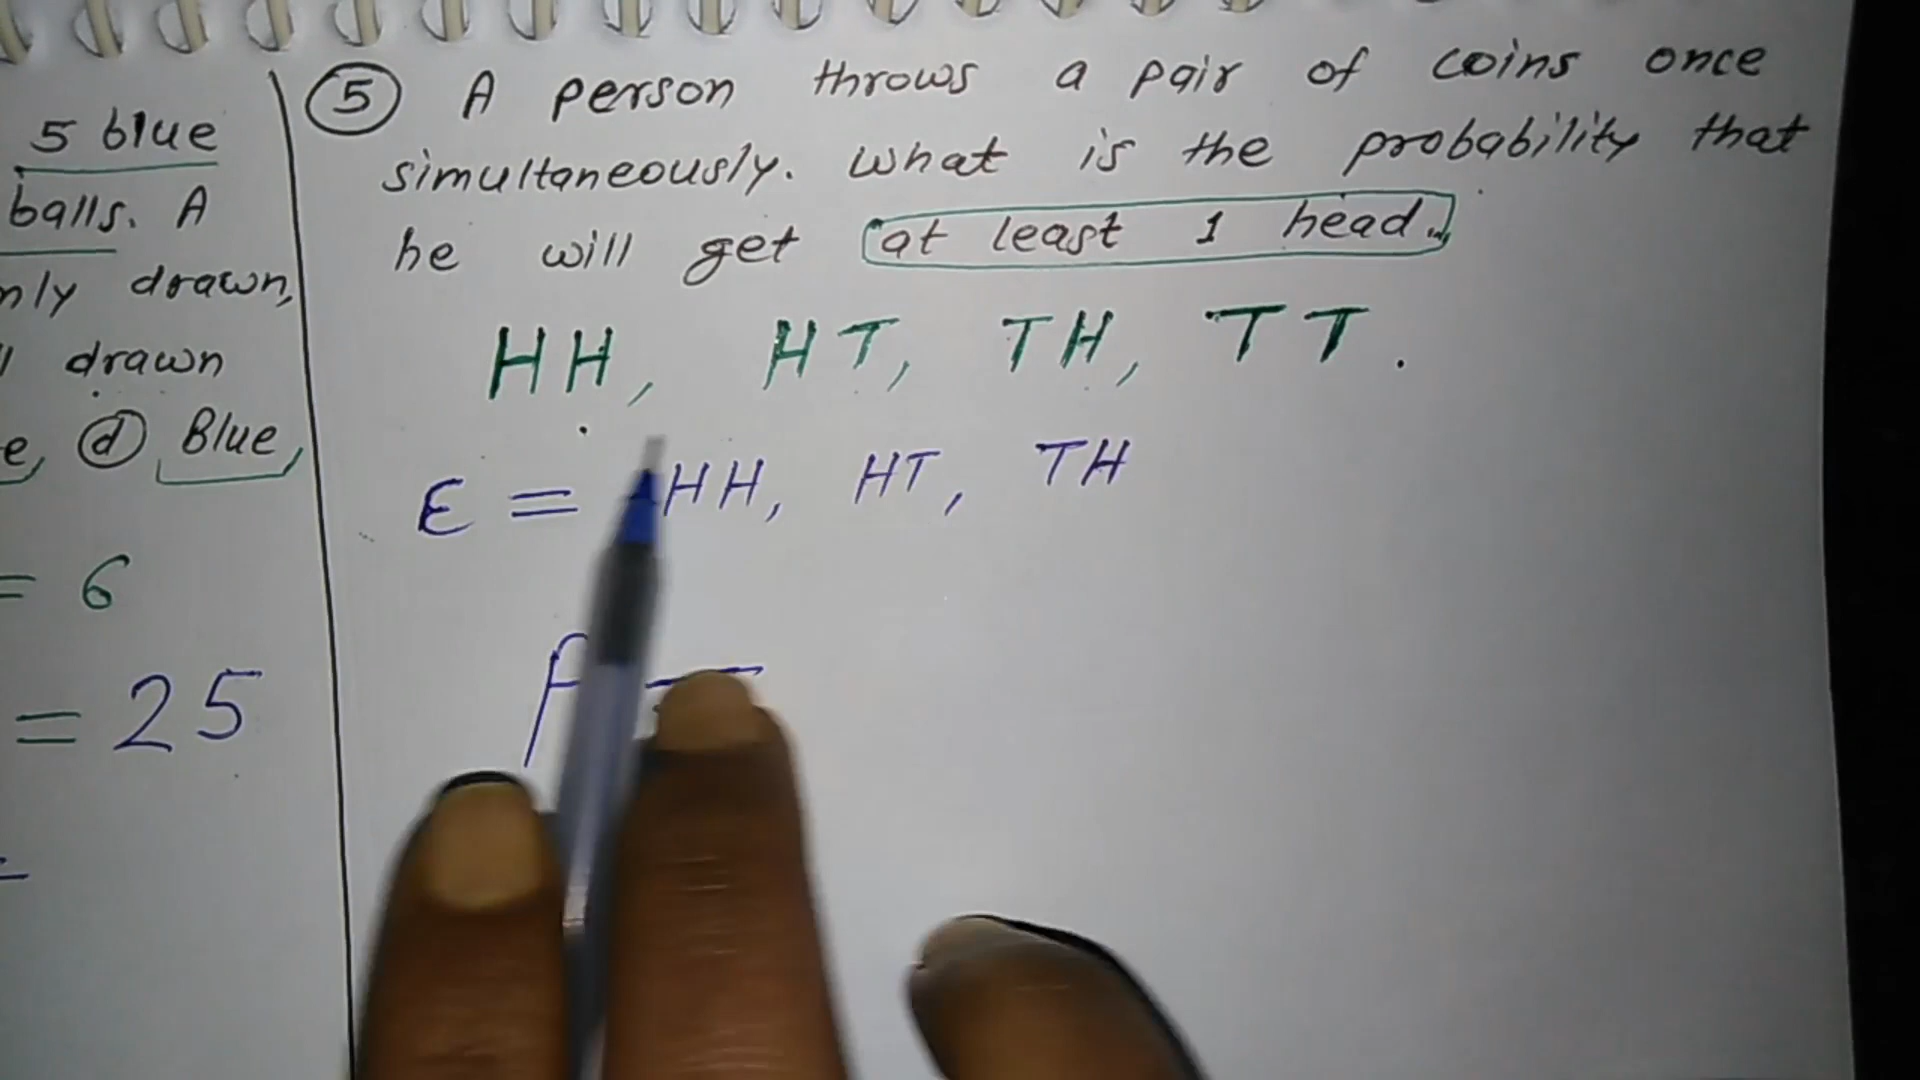 5 blue
balls. A
drawn,
drawn
(d) Blue,
= 6
= 25
(5) A person throws a pair of coins once
simultaneously. What is the probability that
he will get at least 1 head.
HH, HT, TH, TT.
E = HH, HT, TH
P